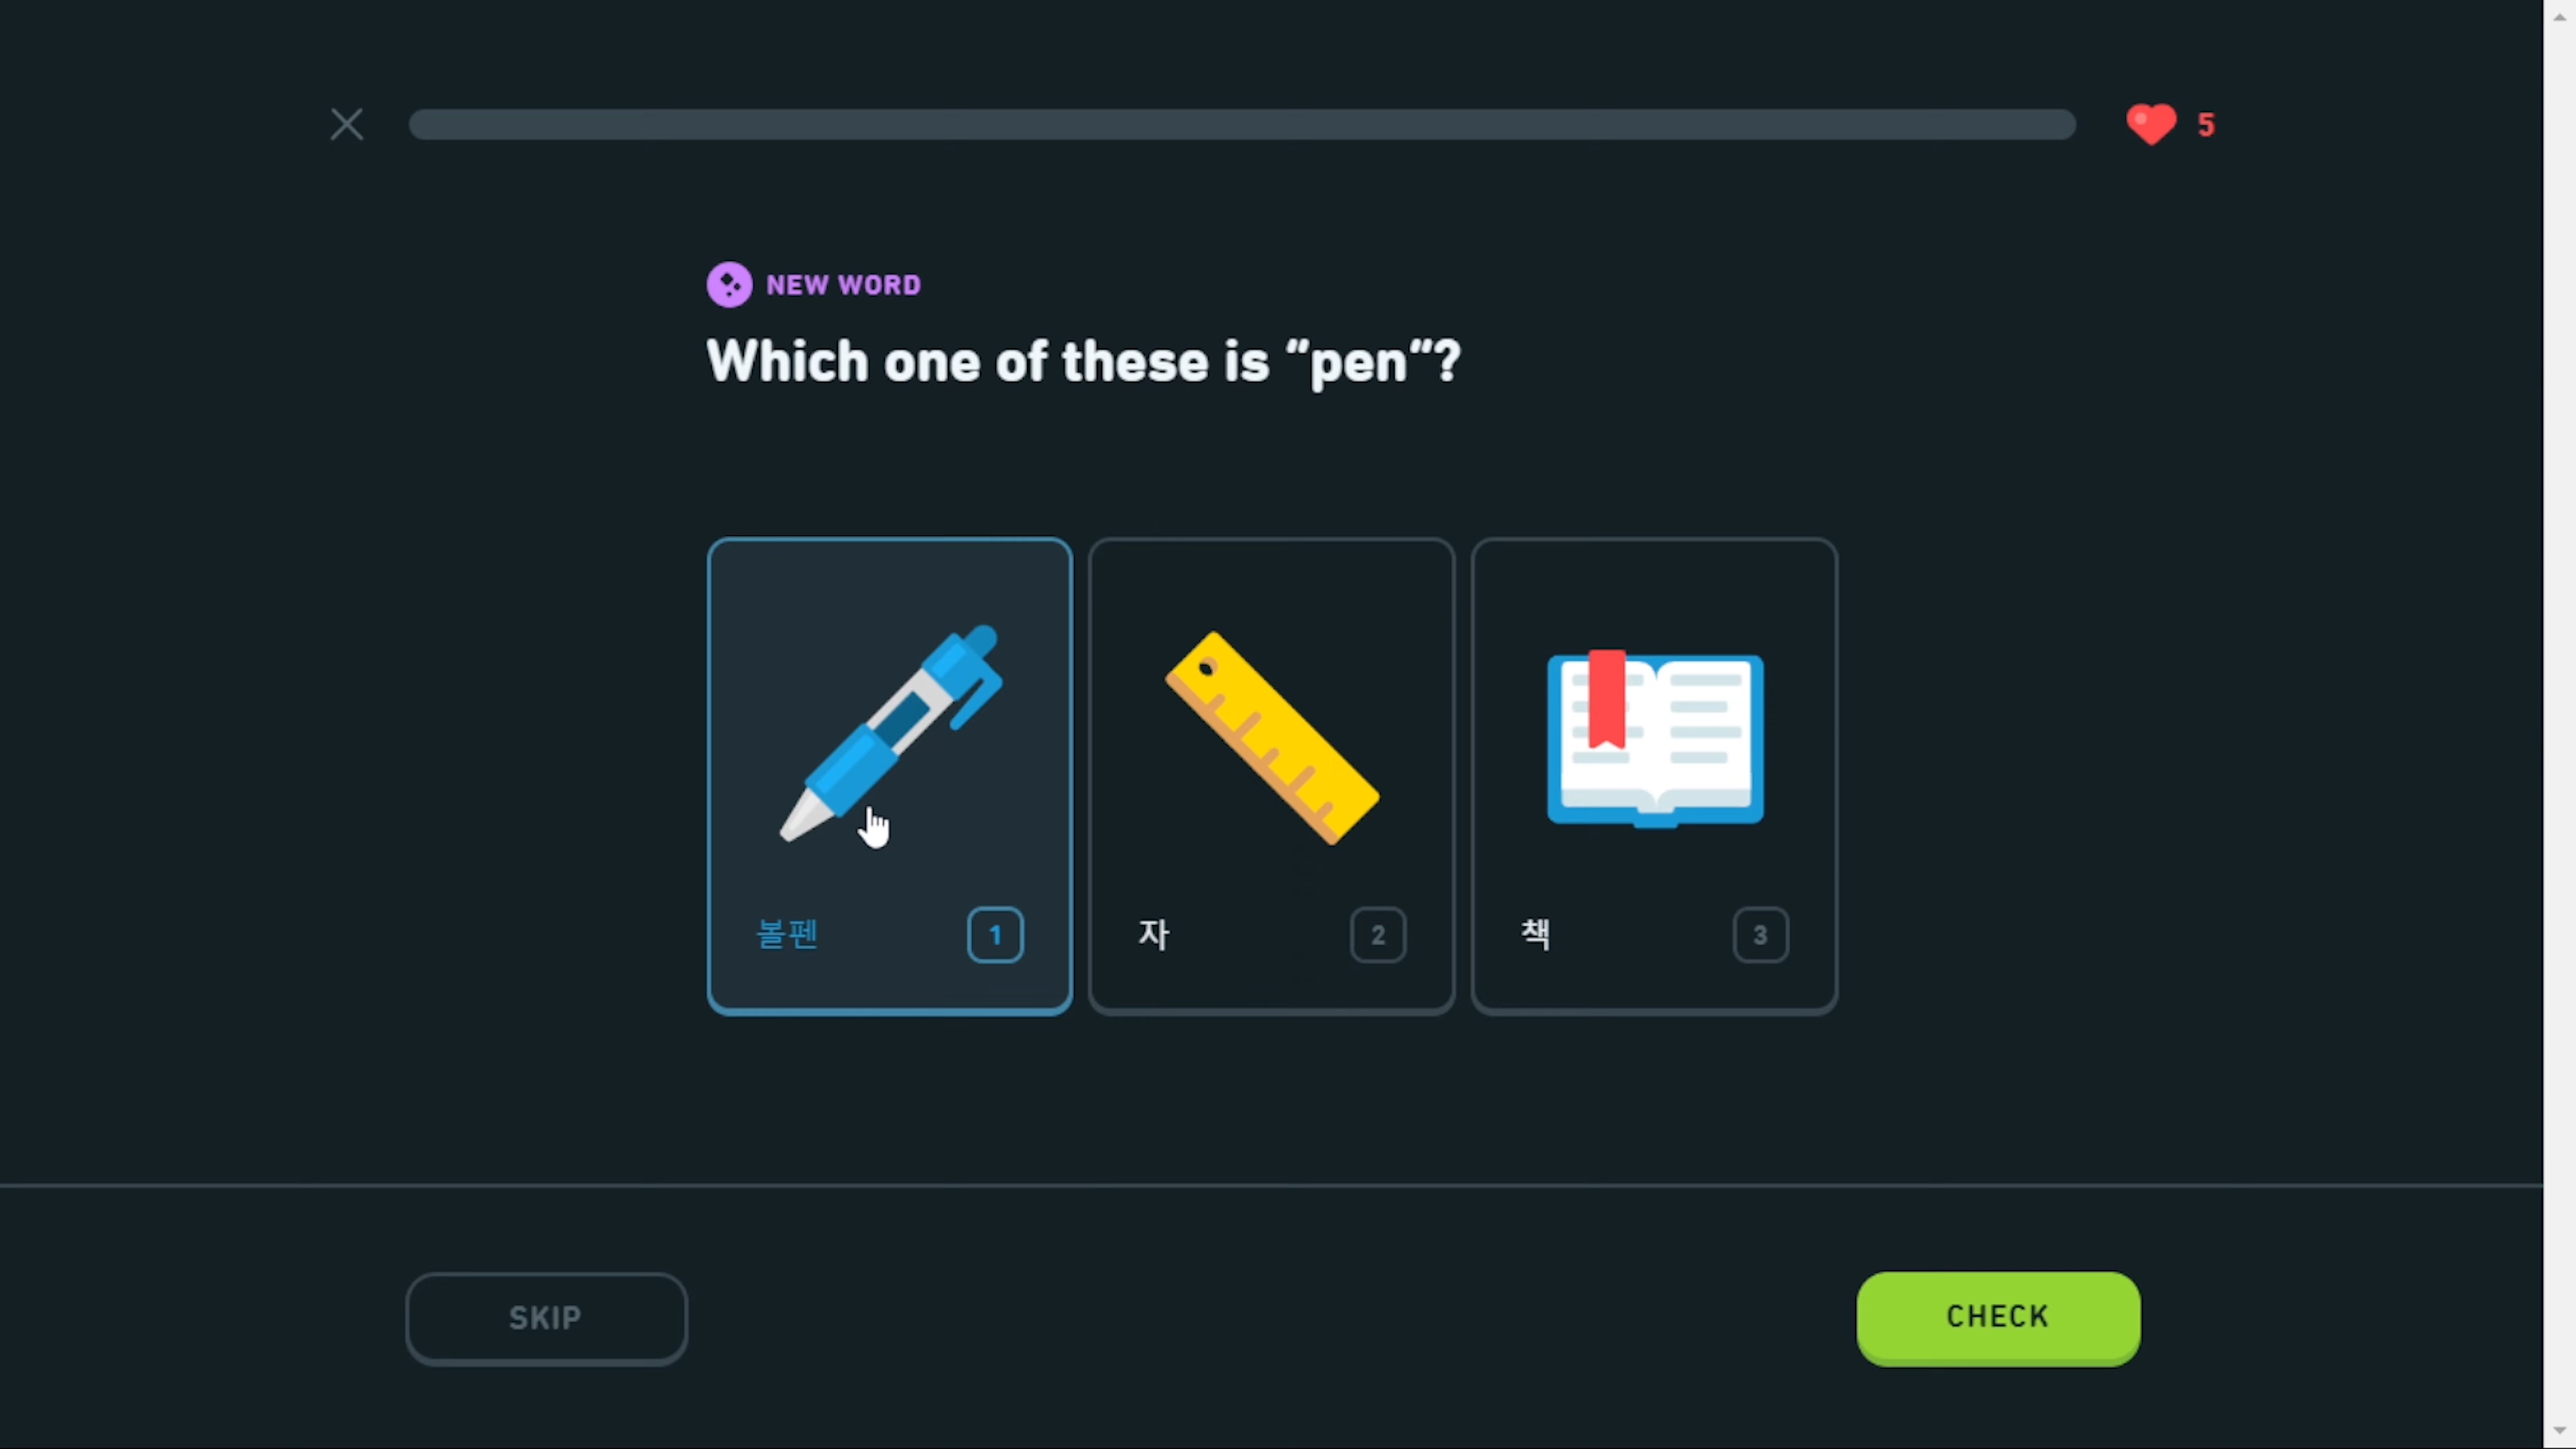 5
NEW WORD
Which one of these is “pen“?
볼펜 1
자 2
책 3
SKIP
CHECK